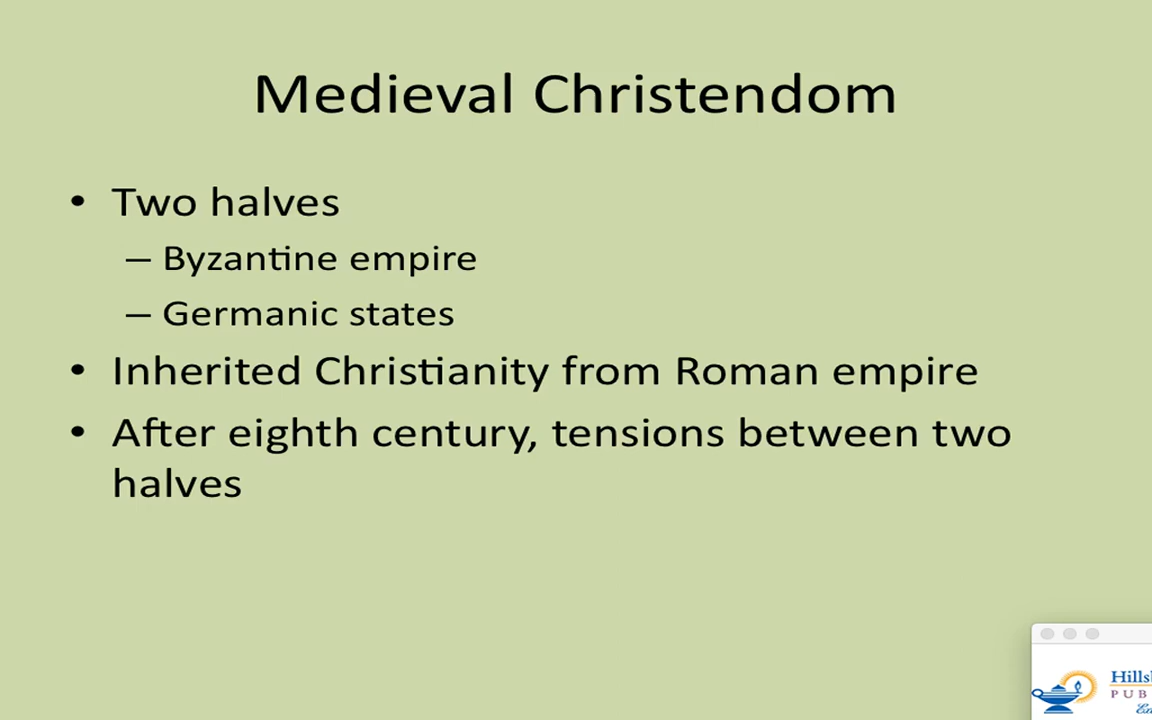 Medieval Christendom
• Two halves
– Byzantine empire
– Germanic states
• Inherited Christianity from Roman empire
• After eighth century, tensions between two
halves